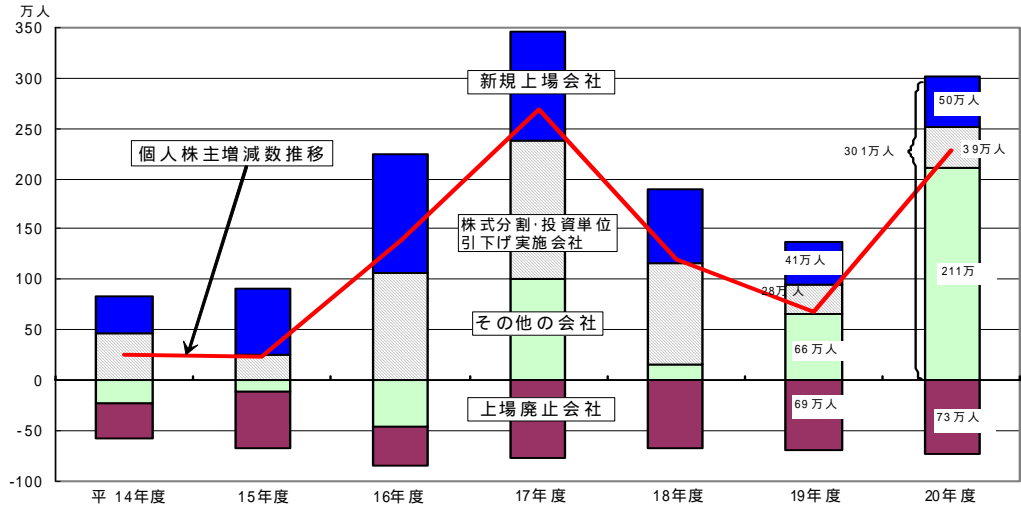 万人
350
300
250
200
150
100
50
0
-50
-100
新規上場会社
個人株主増減数推移
株式分割･投資単位
引下げ実施会社
その他の会社
上場廃止会社
41万人
28万人
66万人
69万人
301万人
50万人
39万人
211万
73万人
平 14年度
15年度
16年度
17年度
18年度
19年度
20年度